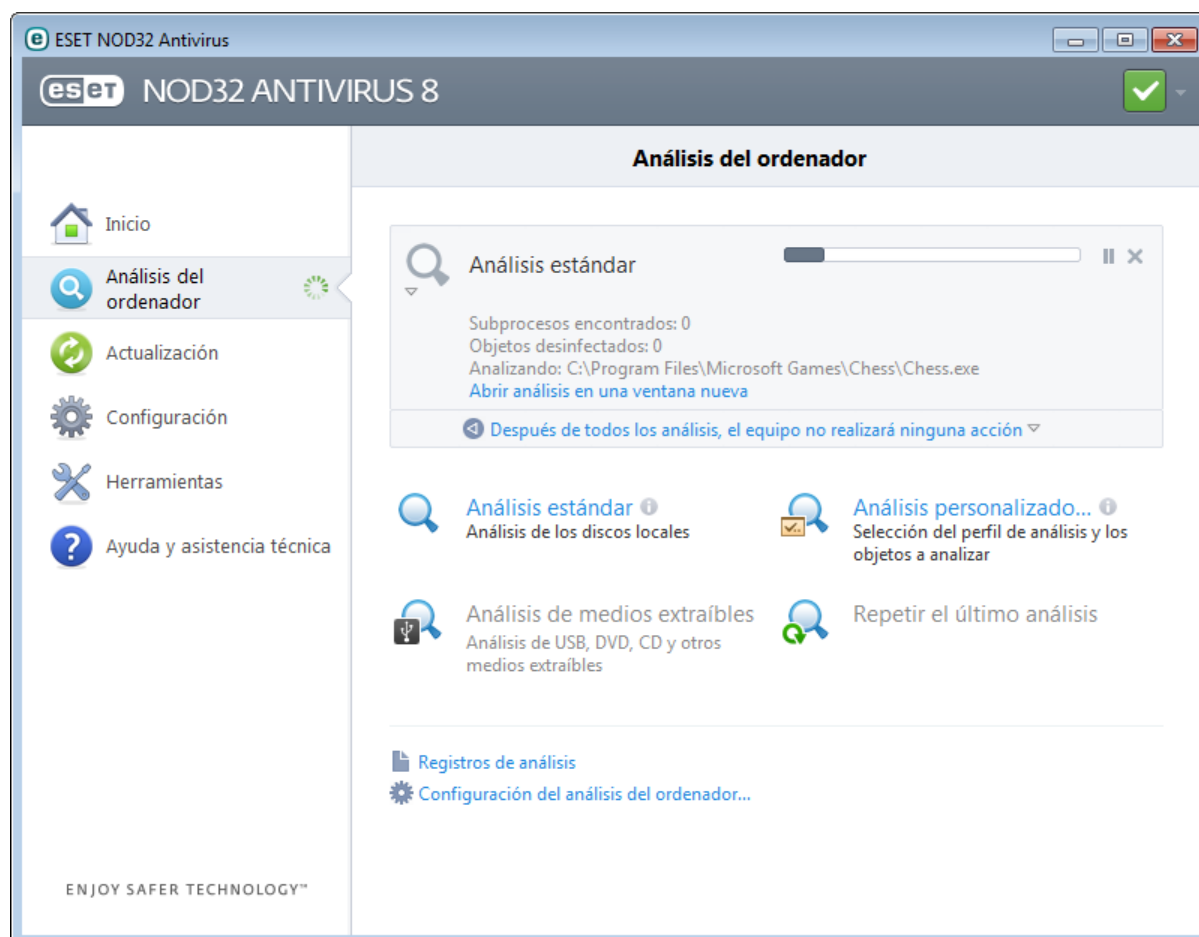 ESET NOD32 Antivirus
eset NOD32 ANTIVIRUS 8
Análisis del ordenador
Inicio
Análisis del
ordenador
Actualización
Configuración
Herramientas
Ayuda y asistencia técnica
Análisis estándar
Subprocesos encontrados: 0
Objetos desinfectados: 0
Analizando: C:\Program Files\Microsoft Games\Chess\Chess.exe
Abrir análisis en una ventana nueva
Después de todos los análisis, el equipo no realizará ninguna acción
Análisis estándar
Análisis de los discos locales
Análisis personalizado...
Selección del perfil de análisis y los
objetos a analizar
Análisis de medios extraíbles
Análisis de USB, DVD, CD y otros
medios extraíbles
Repetir el último análisis
Registros de análisis
Configuración del análisis del ordenador...
ENJOY SAFER TECHNOLOGY™